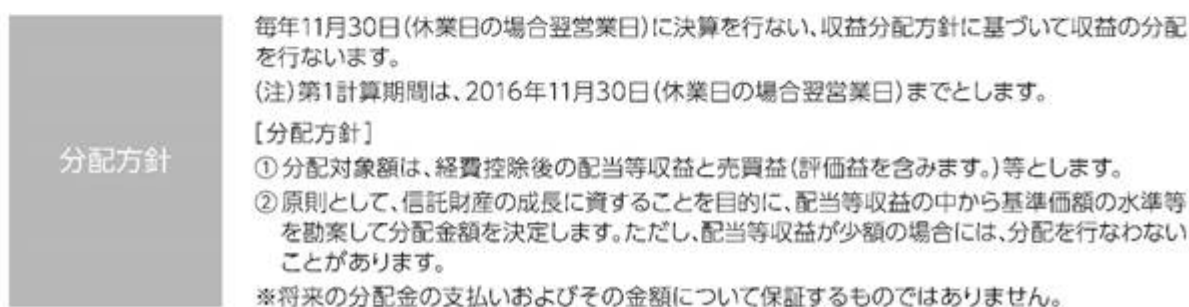 分配方針
毎年11月30日(休業日の場合翌営業日)に決算を行ない、収益分配方針に基づいて収益の分配
を行ないます。
(注)第1計算期間は、2016年11月30日(休業日の場合翌営業日)までとします。
[分配方針]
①分配対象額は、経費控除後の配当等収益と売買益(評価益を含みます。)等とします。
②原則として、信託財産の成長に資することを目的に、配当等収益の中から基準価額の水準等
を勘案して分配金額を決定します。ただし、配当等収益が少額の場合には、分配を行なわない
ことがあります。
※将来の分配金の支払いおよびその金額について保証するものではありません。